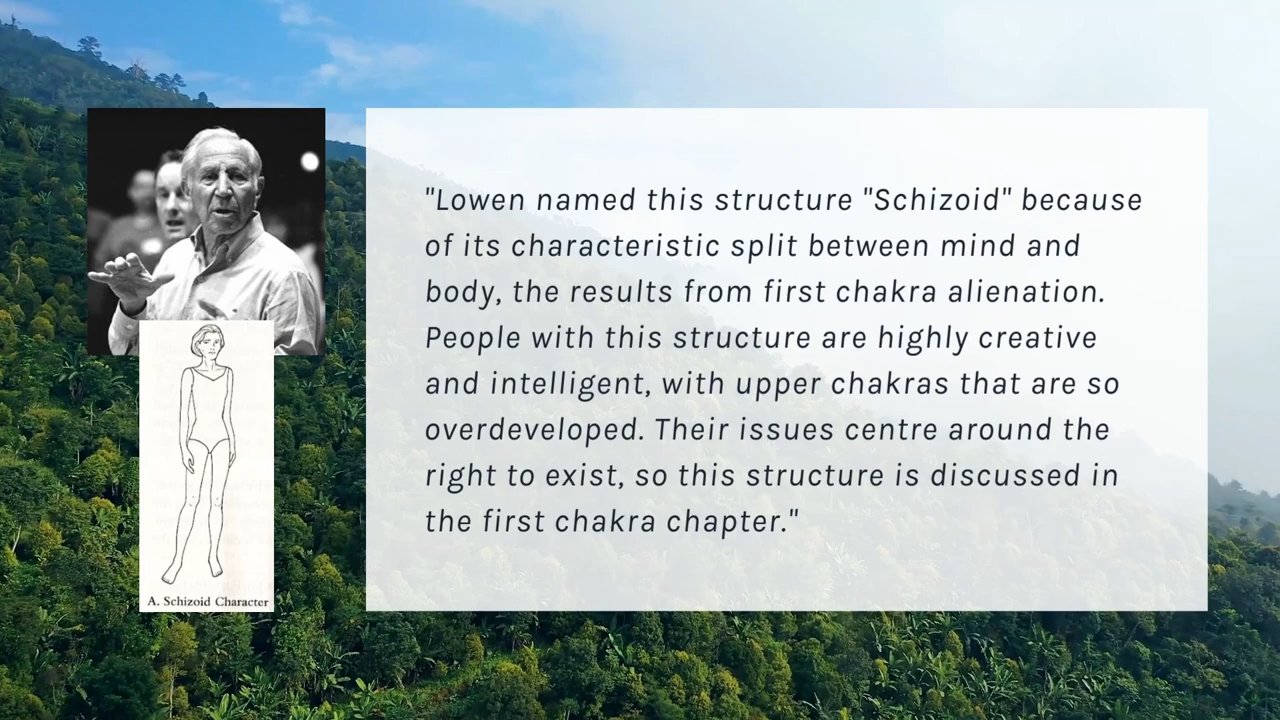 "Lowen named this structure "Schizoid" because
of its characteristic split between mind and
body, the results from first chakra alienation.
People with this structure are highly creative
and intelligent, with upper chakras that are so
overdeveloped. Their issues centre around the
right to exist, so this structure is discussed in
the first chakra chapter."
A. Schizoid Character